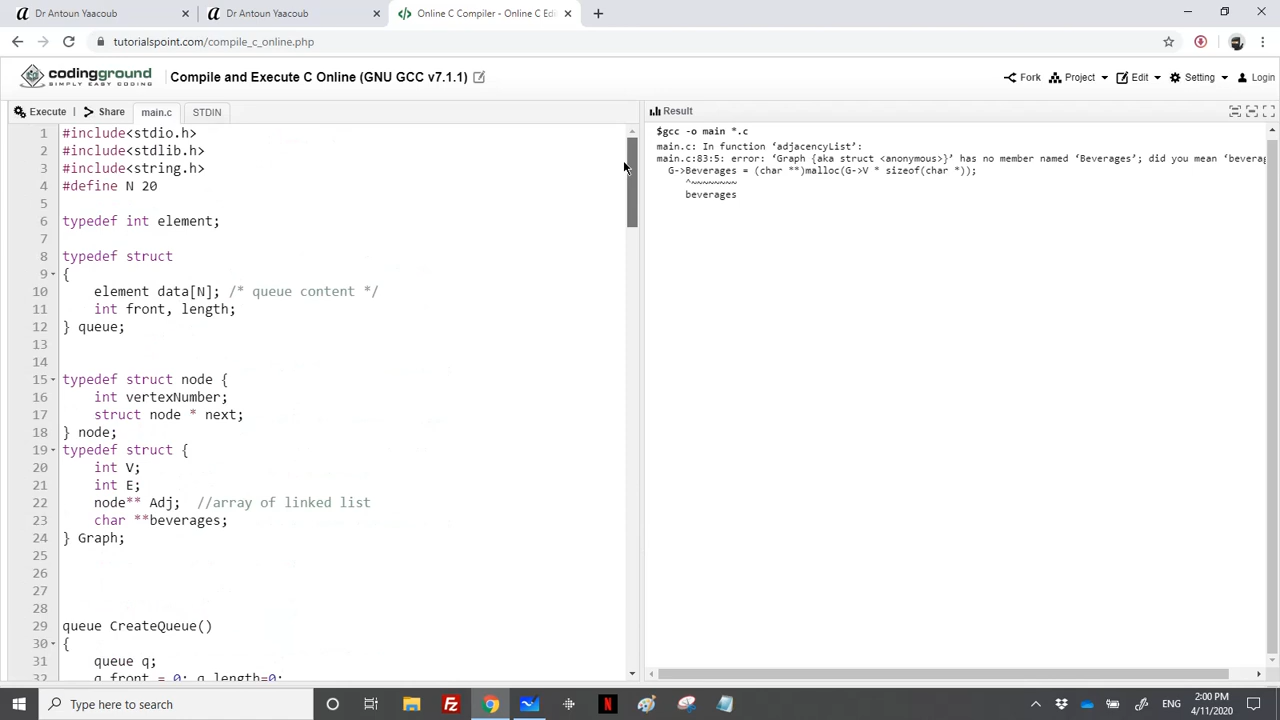 Dr Antoun Yaacoub
Dr Antoun Yaacoub
Online C Compiler - Online C Edi
tutorialspoint.com/compile_c_online.php
codingground
SIMPLY EASY CODING
Compile and Execute C Online (GNU GCC v7.1.1)
Fork
Project
Edit
Setting
Login
Execute
Share
main.c
STDIN
Result
1 #include<stdio.h>
2 #include<stdlib.h>
3 #include<string.h>
4 #define N 20
5
6 typedef int element;
7
8 typedef struct
9 {
10 element data[N]; /* queue content */
11 int front, length;
12 } queue;
13
14
15 typedef struct node {
16 int vertexNumber;
17 struct node * next;
18 } node;
19 typedef struct {
20 int V;
21 int E;
22 node** Adj; //array of linked list
23 char **beverages;
24 } Graph;
25
26
27
28
29 queue CreateQueue()
30 {
31 queue q;
32 q.front = 0; q.length=0;
$gcc -o main *.c
main.c: In function ‘adjacencyList’:
main.c:83:5: error: ‘Graph {aka struct <anonymous>}’ has no member named ‘Beverages’; did you mean ‘beverag
G->Beverages = (char **)malloc(G->V * sizeof(char *));
^~~~~~~~~
beverages
Type here to search
ENG
2:00 PM
4/11/2020